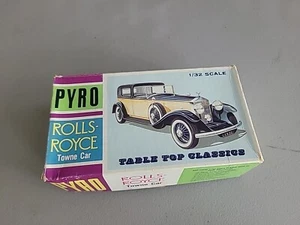 PYRO
1/32 SCALE
ROLLS-
ROYCE
Towne Car
TABLE TOP CLASSICS
PYRO
ROLLS-
ROYCE
Towne Car